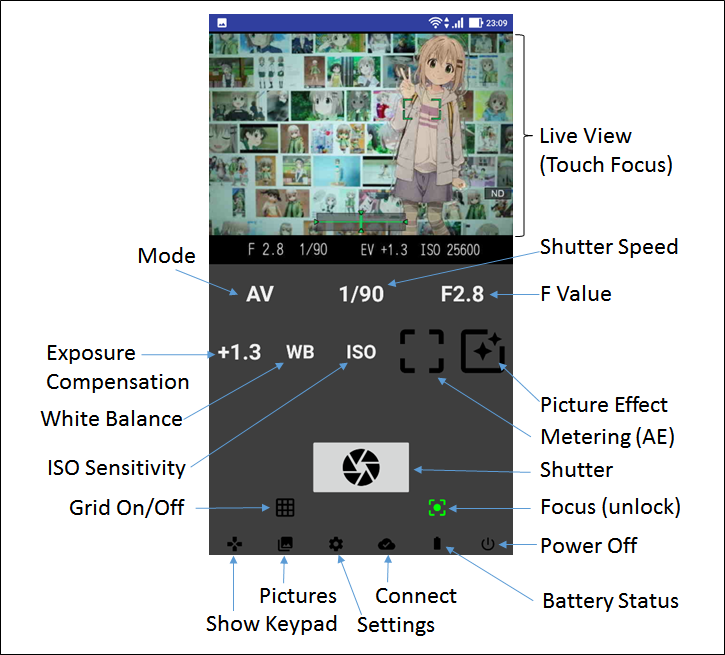 23:09
Live View
(Touch Focus)
ND
F 2.8 1/90 EV +1.3 ISO 25600
Mode
Shutter Speed
AV 1/90 F2.8
F Value
Exposure
Compensation
+1.3 WB ISO
White Balance
Picture Effect
Metering (AE)
ISO Sensitivity
Shutter
Grid On/Off
Focus (unlock)
Power Off
Pictures
Connect
Battery Status
Show Keypad
Settings